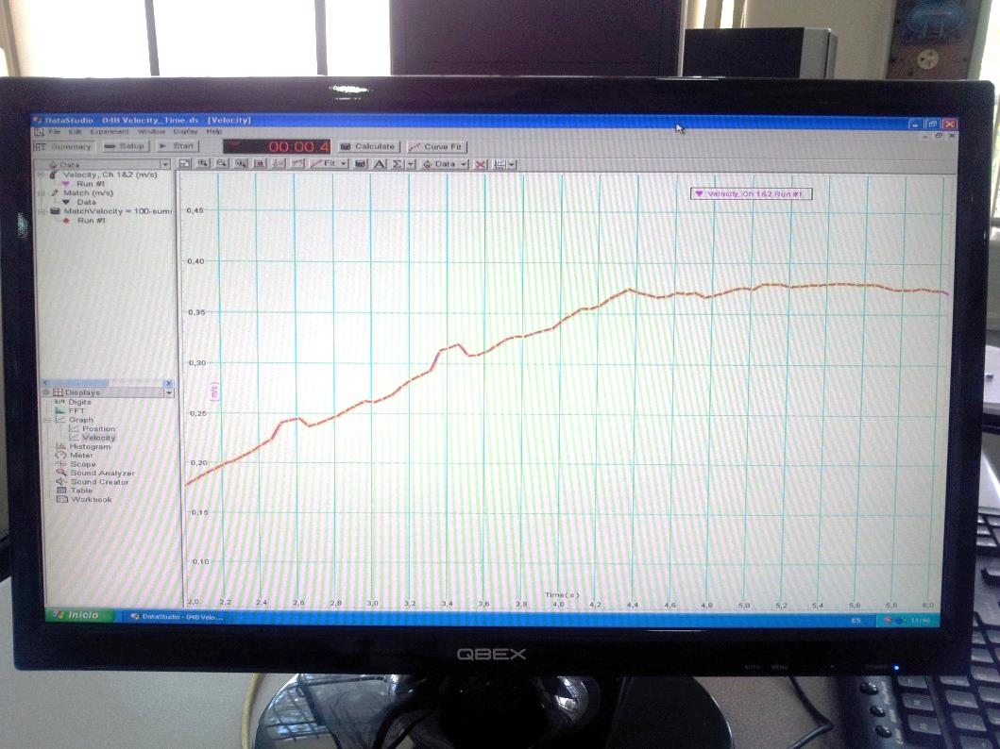 DataStudio 04B Velocity_Time.ds [Velocity]
File Edit Experiment Window Display Help
Summary Setup Start 00:00 4 Calculate Curve Fit
Data Fit A Σ Data
Velocity, Ch 1&2 (m/s)
Run #1
Match (m/s)
Data
MatchVelocity = 100-sum(
Run #1
Displays
Digits
FFT
Graph
Position
Velocity
Histogram
Meter
Scope
Sound Analyzer
Sound Creator
Table
Workbook
Velocity, Ch 1&2 Run #1
0,45
0,40
0,35
0,30
0,25
0,20
0,15
0,10
(m/s)
2,0 2,2 2,4 2,6 2,8 3,0 3,2 3,4 3,6 3,8 4,0 4,2 4,4 4,6 4,8 5,0 5,2 5,4 5,6 5,8 6,0
Time(s)
Inicio DataStudio - 04B Velo... ES 11:46
QBEX
AUTO MENU POWER